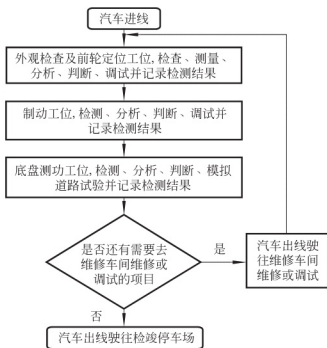 汽车进线
外观检查及前轮定位工位,检查、测量、
分析、判断、调试并记录检测结果
制动工位,检测、分析、判断、调试并
记录检测结果
底盘测功工位,检测、分析、判断、模拟
道路试验并记录检测结果
是否还有需要去
维修车间维修或
调试的项目
是
汽车出线驶
往维修车间
维修或调试
否
汽车出线驶往检竣停车场